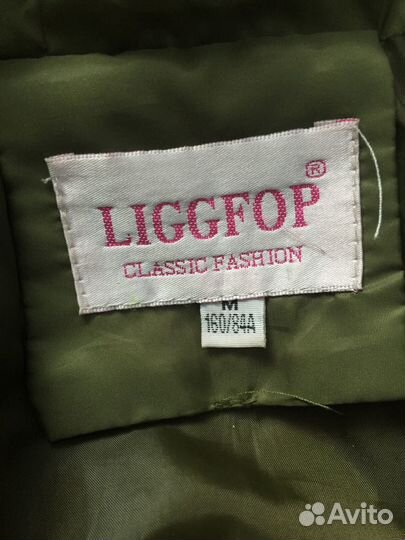 ®
LIGGFOP
CLASSIC FASHION
M
160/84A
Avito